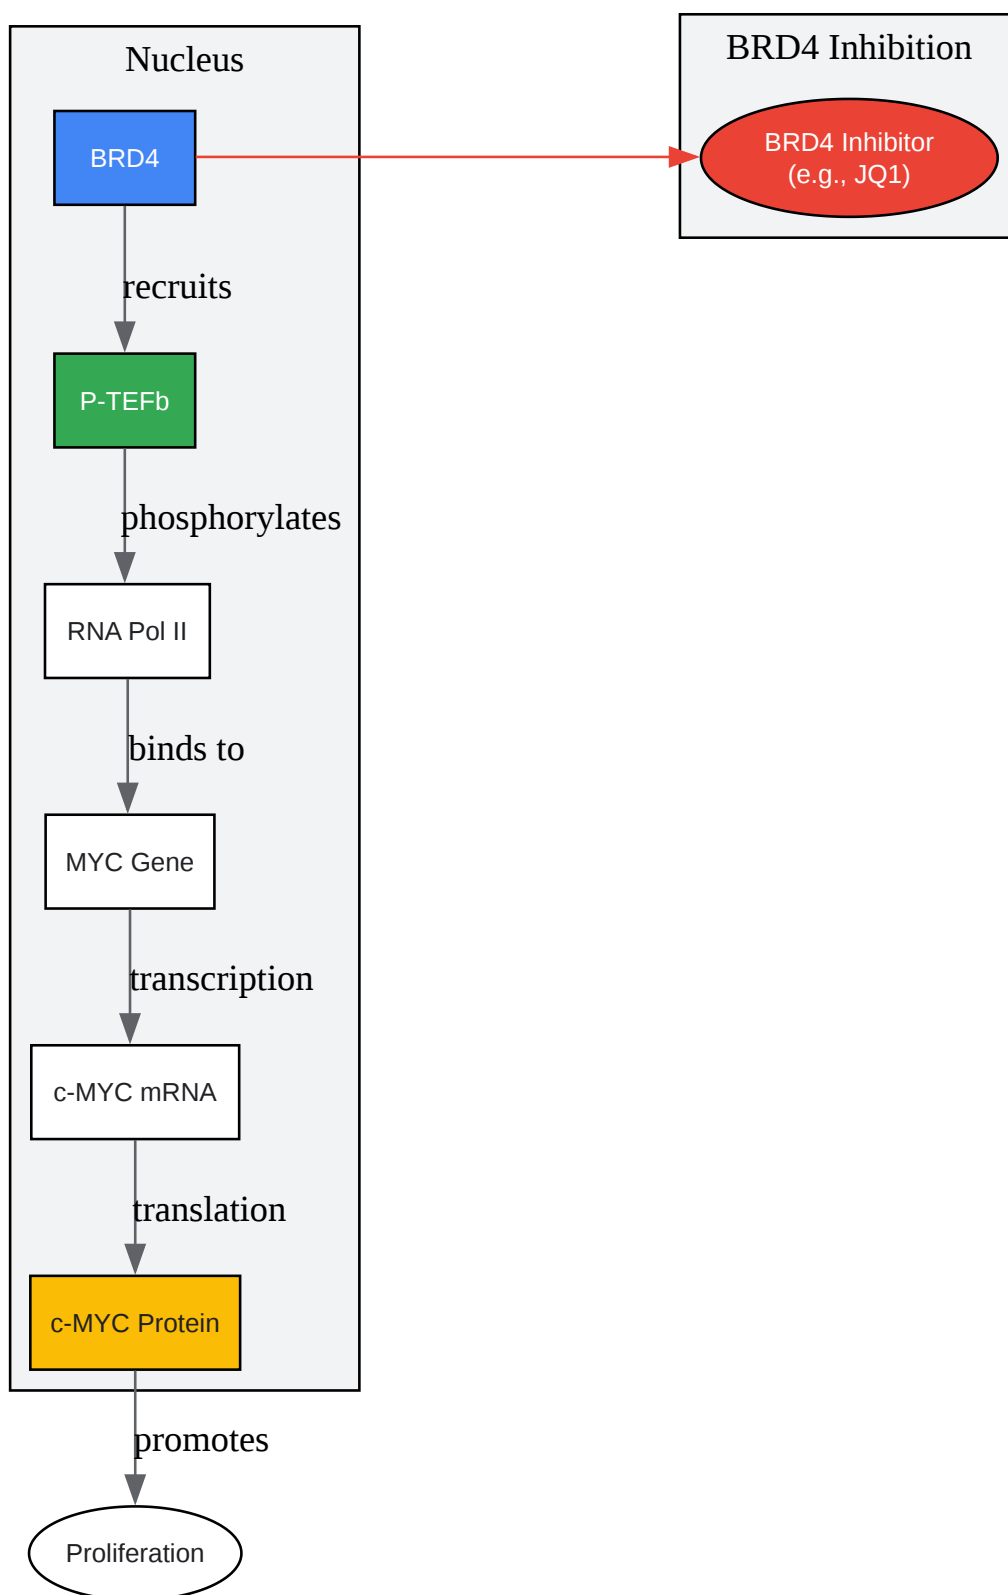 Nucleus
BRD4
recruits
P-TEFb
phosphorylates
RNA Pol II
binds to
MYC Gene
transcription
c-MYC mRNA
translation
c-MYC Protein
promotes
Proliferation
BRD4 Inhibition
BRD4 Inhibitor
(e.g., JQ1)